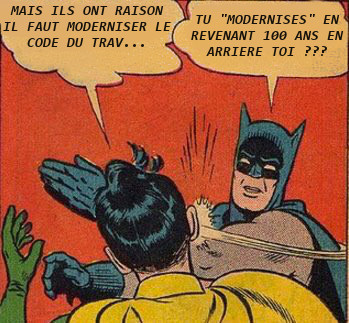 MAIS ILS ONT RAISON
IL FAUT MODERNISER LE
CODE DU TRAV...
TU "MODERNISES" EN
REVENANT 100 ANS EN
ARRIERE TOI ???